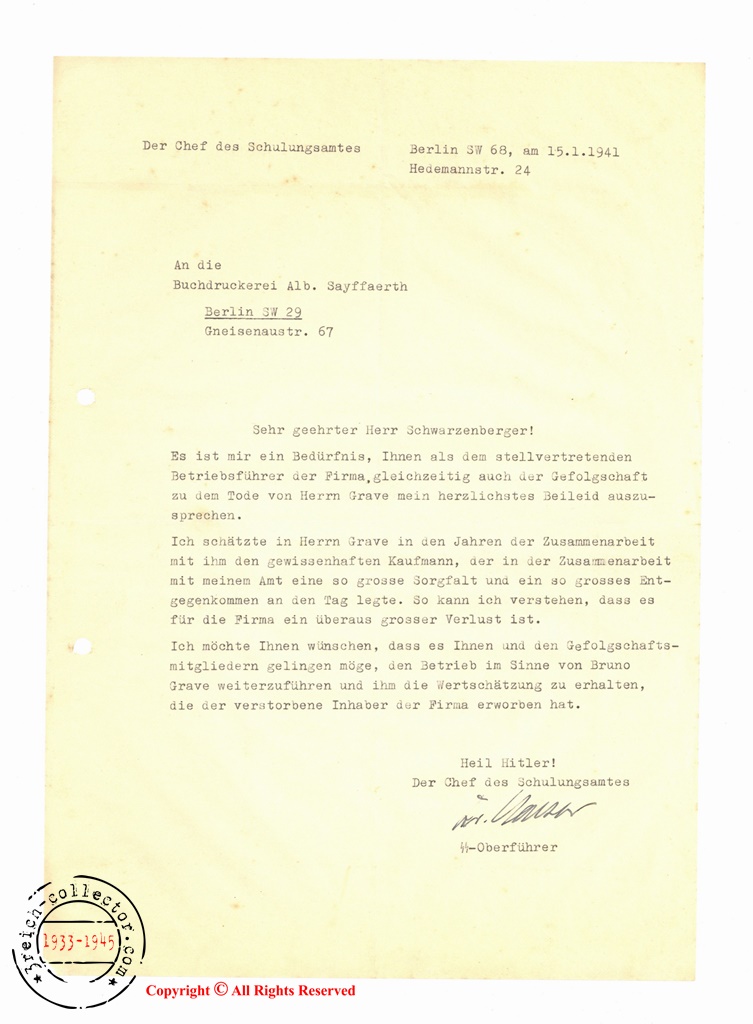 Der Chef des Schulungsamtes
Berlin SW 68, am 15.1.1941
Hedemannstr. 24
An die
Buchdruckerei Alb. Sayffaerth
Berlin SW 29
Gneisenaustr. 67
Sehr geehrter Herr Schwarzenberger!
Es ist mir ein Bedürfnis, Ihnen als dem stellvertretenden
Betriebsführer der Firma, gleichzeitig auch der Gefolgschaft
zu dem Tode von Herrn Grave mein herzlichstes Beileid auszu-
sprechen.
Ich schätzte in Herrn Grave in den Jahren der Zusammenarbeit
mit ihm den gewissenhaften Kaufmann, der in der Zusammenarbeit
mit meinem Amt eine so grosse Sorgfalt und ein so grosses Ent-
gegenkommen an den Tag legte. So kann ich verstehen, dass es
für die Firma ein überaus grosser Verlust ist.
Ich möchte Ihnen wünschen, dass es Ihnen und den Gefolgschafts-
mitgliedern gelingen möge, den Betrieb im Sinne von Bruno
Grave weiterzuführen und ihm die Wertschätzung zu erhalten,
die der verstorbene Inhaber der Firma erworben hat.
Heil Hitler!
Der Chef des Schulungsamtes
Dr.
SS-Oberführer
3reich-collector.com
1933-1945
Copyright © All Rights Reserved